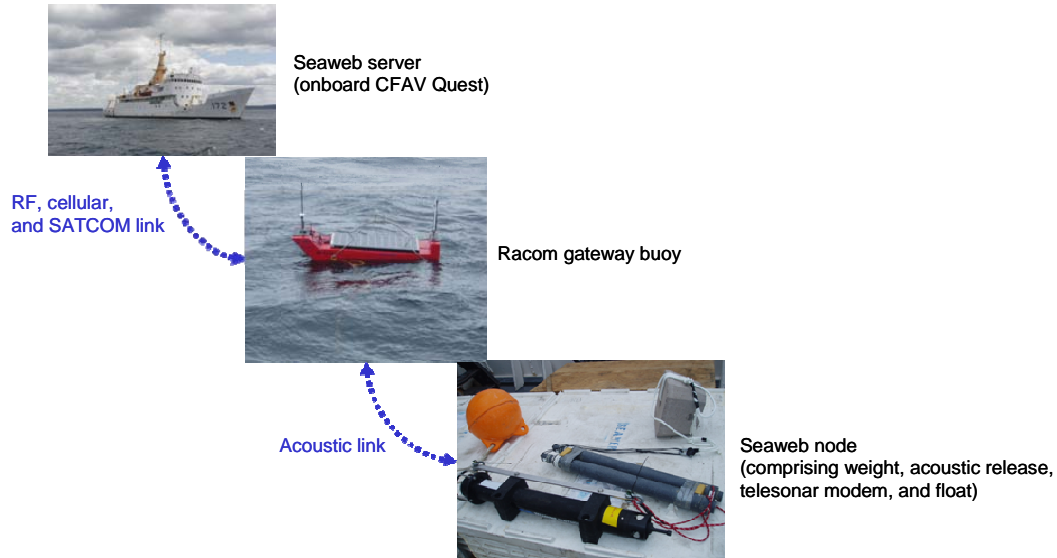 Seaweb server
(onboard CFAV Quest)
172
RF, cellular,
and SATCOM link
Racom gateway buoy
Acoustic link
Seaweb node
(comprising weight, acoustic release,
telesonar modem, and float)